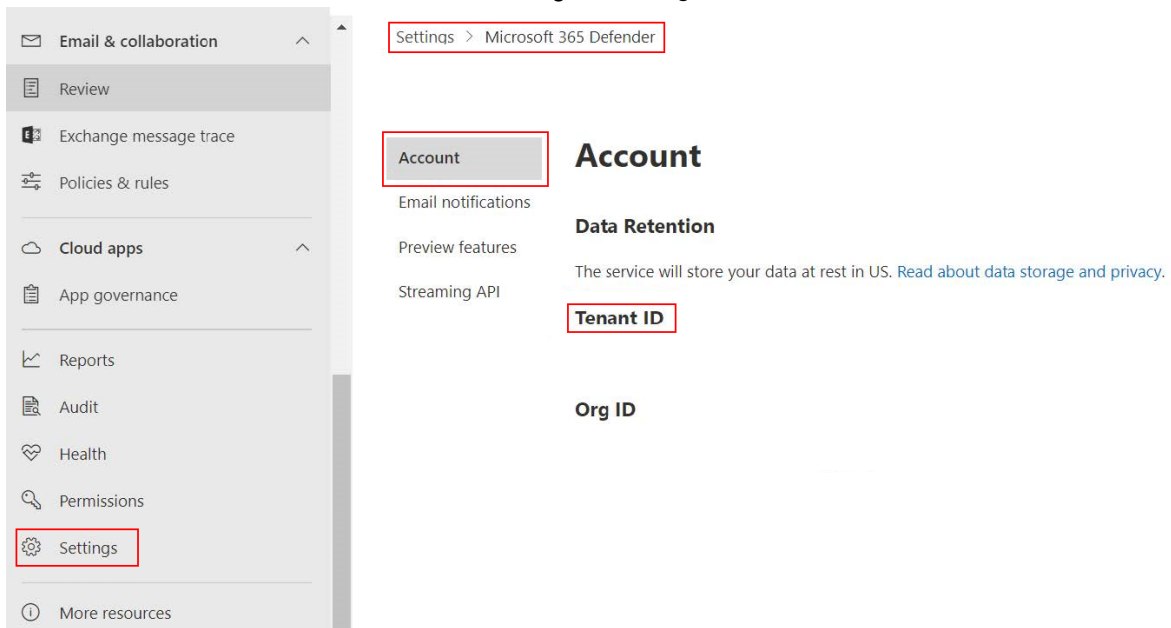 Email & collaboration
Review
Exchange message trace
Policies & rules
Cloud apps
App governance
Reports
Audit
Health
Permissions
Settings
More resources
Settings > Microsoft 365 Defender
Account
Email notifications
Preview features
Streaming API
Account
Data Retention
The service will store your data at rest in US. Read about data storage and privacy.
Tenant ID
Org ID